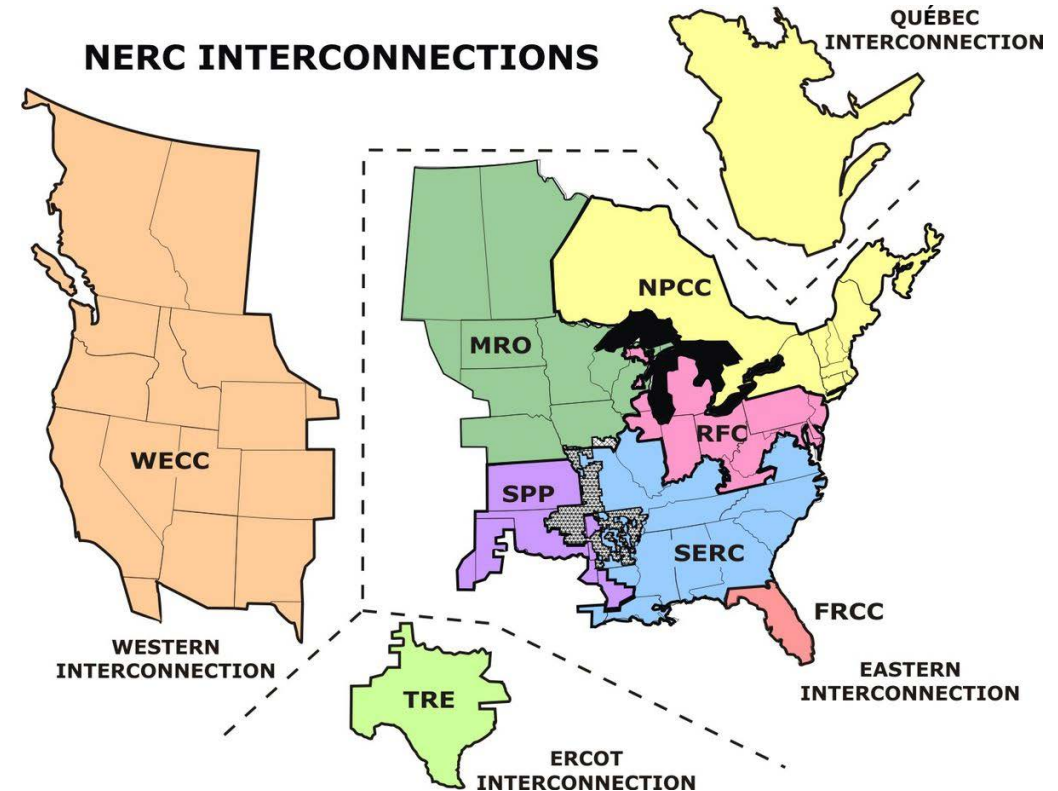 QUÉBEC
INTERCONNECTION
NERC INTERCONNECTIONS
NPCC
MRO
RFC
WECC
SPP
SERC
FRCC
WESTERN
INTERCONNECTION
EASTERN
INTERCONNECTION
TRE
ERCOT
INTERCONNECTION